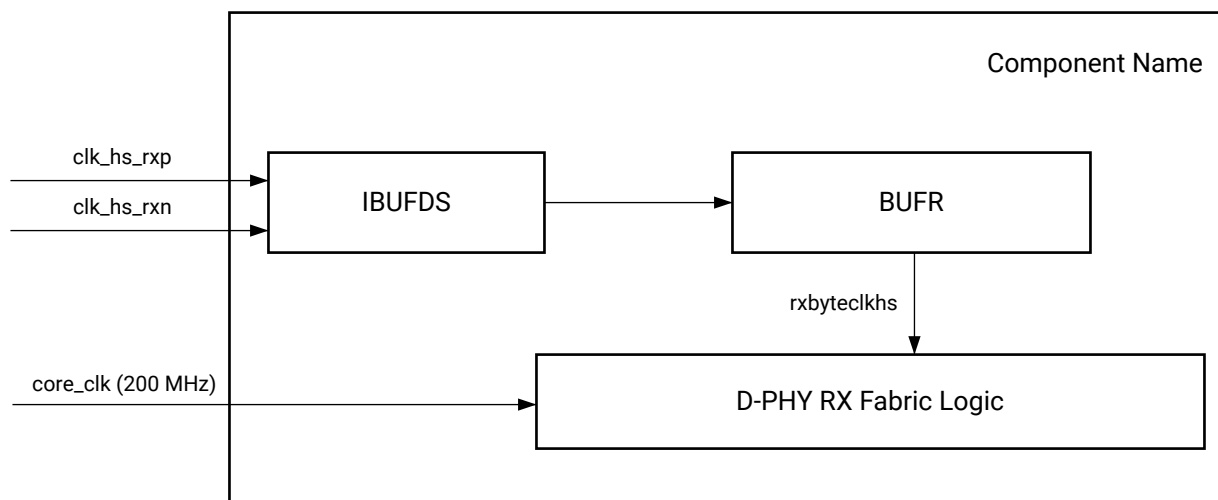 Component Name
clk_hs_rxp
clk_hs_rxn
IBUFDS
BUFR
rxbyteclkhs
core_clk (200 MHz)
D-PHY RX Fabric Logic